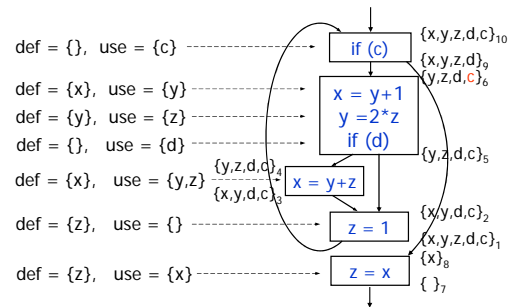 {x,y,z,d,c}10
def = {}, use = {c}
if (c)
{x,y,z,d}9
{y,z,d,c}6
def = {x}, use = {y}
x = y+1
def = {y}, use = {z}
y =2*z
def = {}, use = {d}
if (d)
{y,z,d,c}5
{y,z,d,c}4
def = {x}, use = {y,z}
x = y+z
{x,y,d,c}3
{x,y,d,c}2
def = {z}, use = {}
z = 1
{x,y,z,d,c}1
{x}8
def = {z}, use = {x}
z = x
{ }7